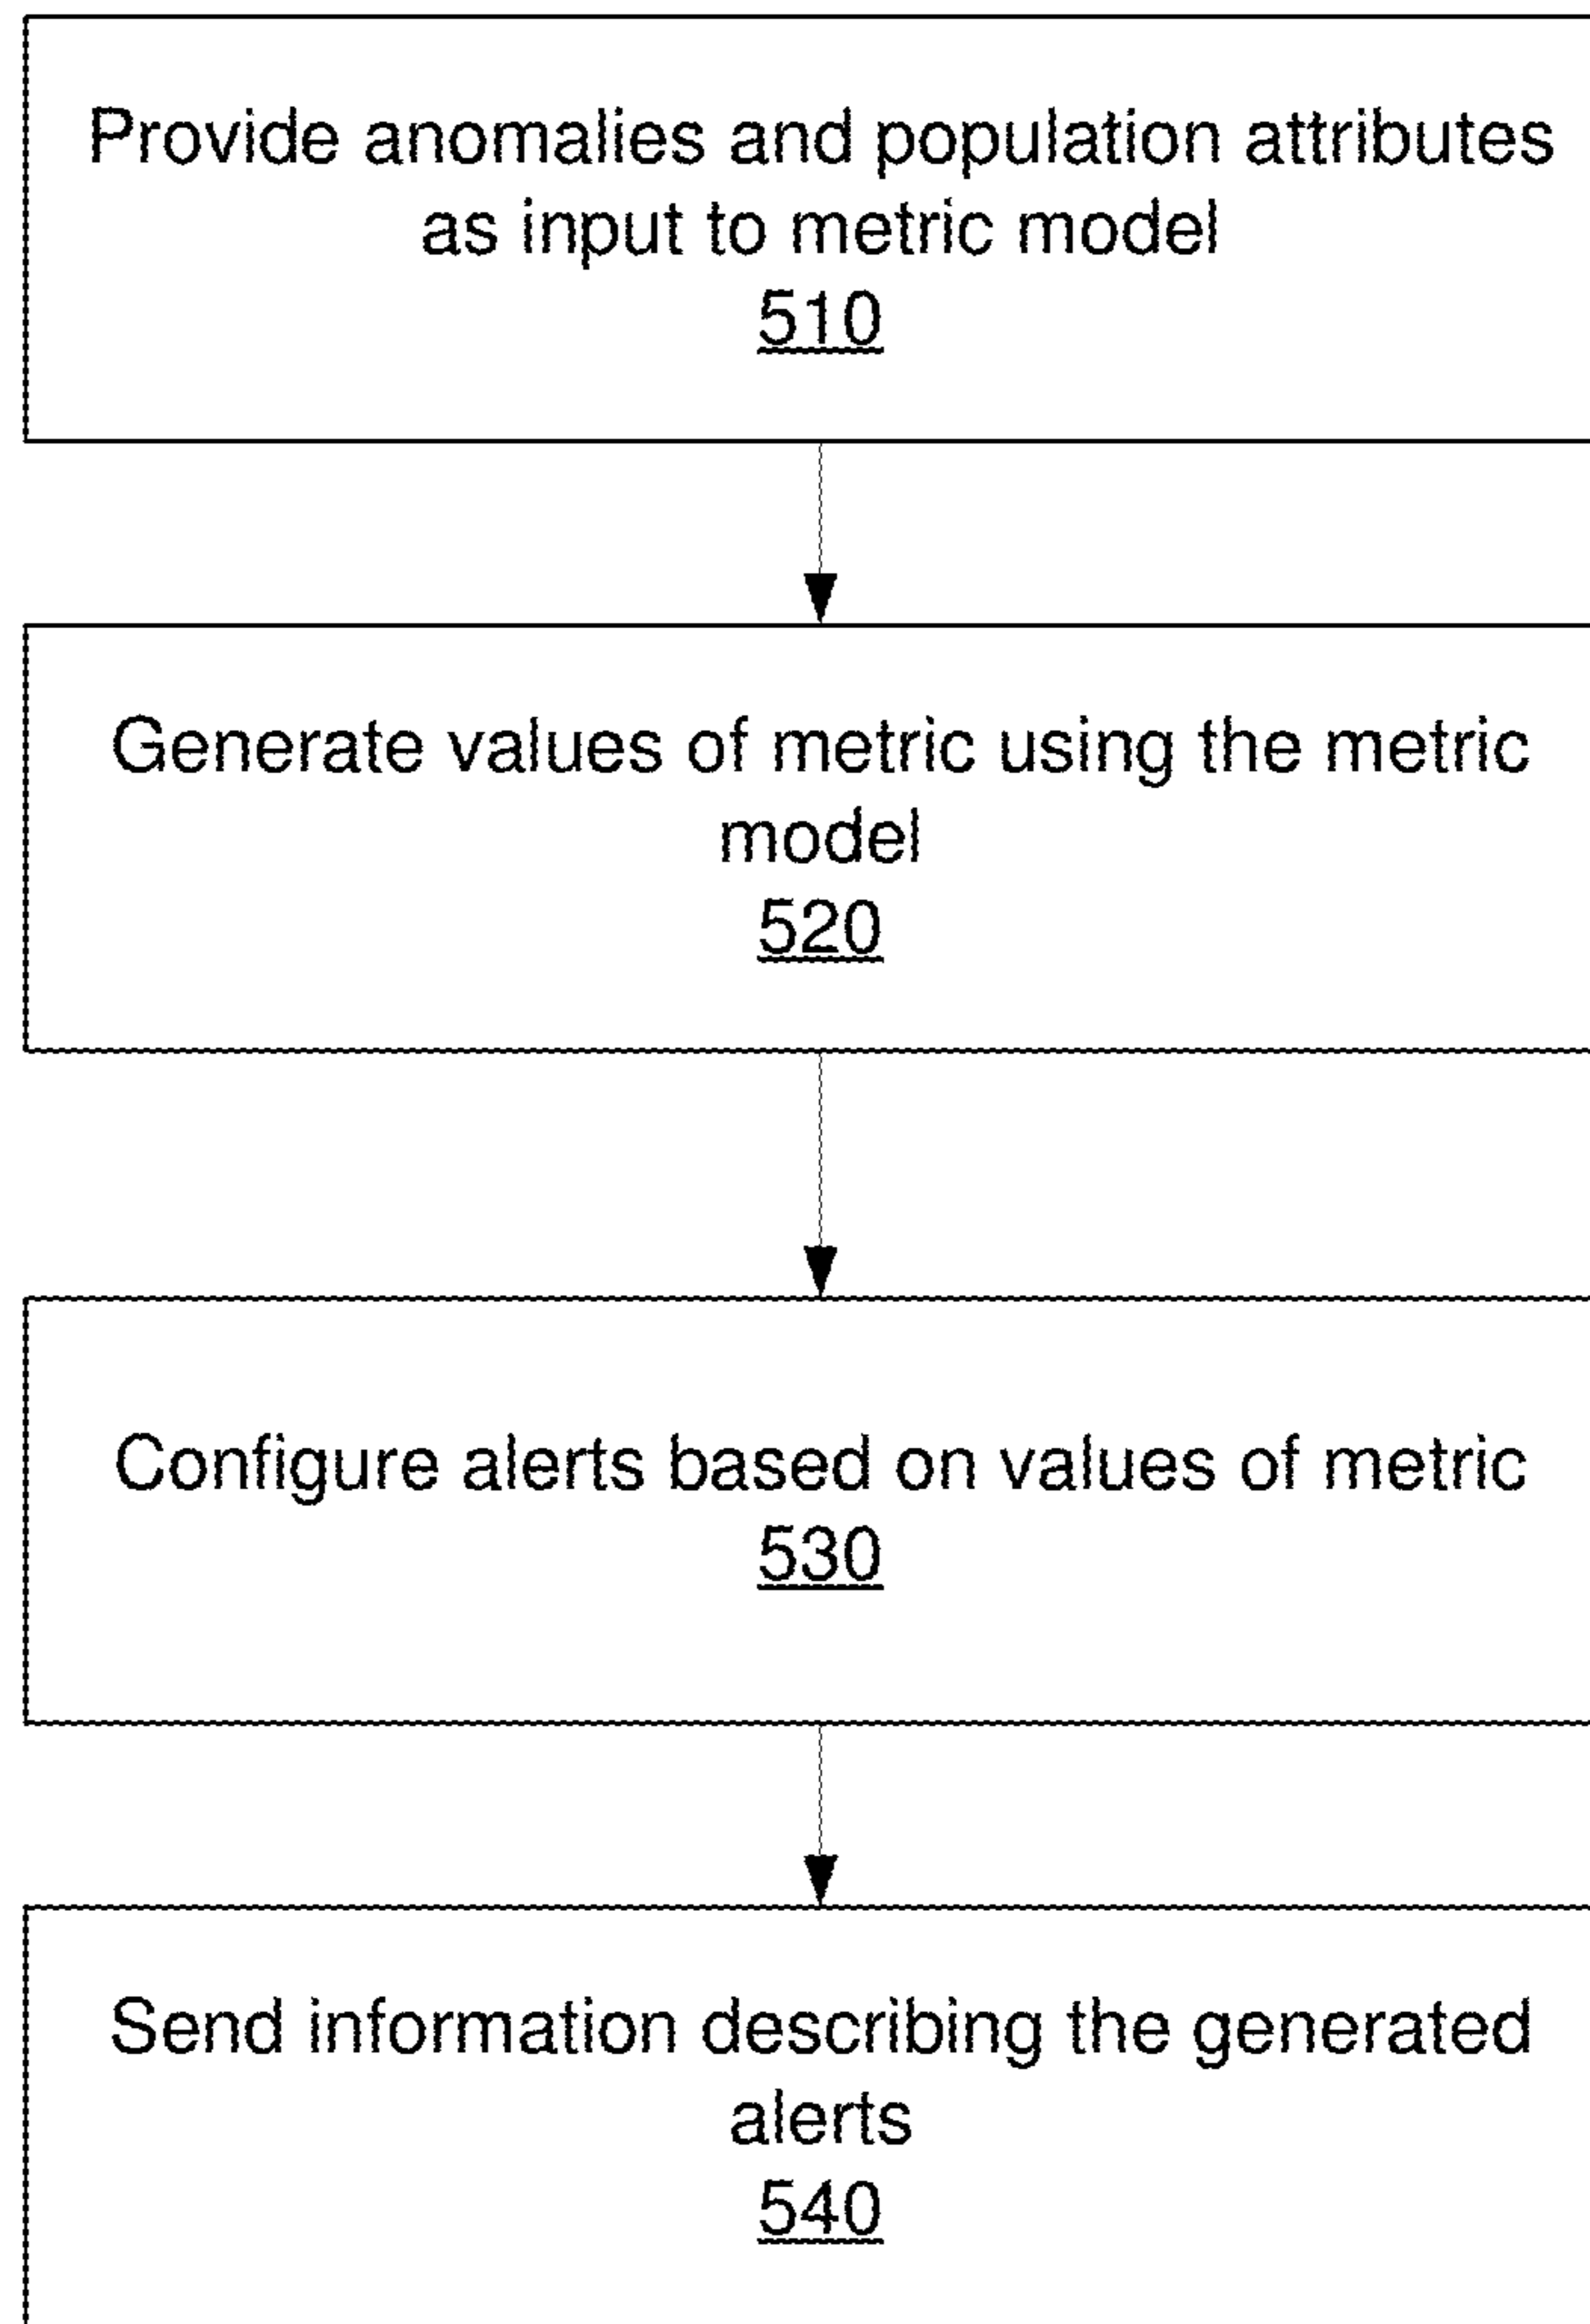 Provide anomalies and population attributes
as input to metric model
510
Generate values of metric using the metric
model
520
Configure alerts based on values of metric
530
Send information describing the generated
alerts
540